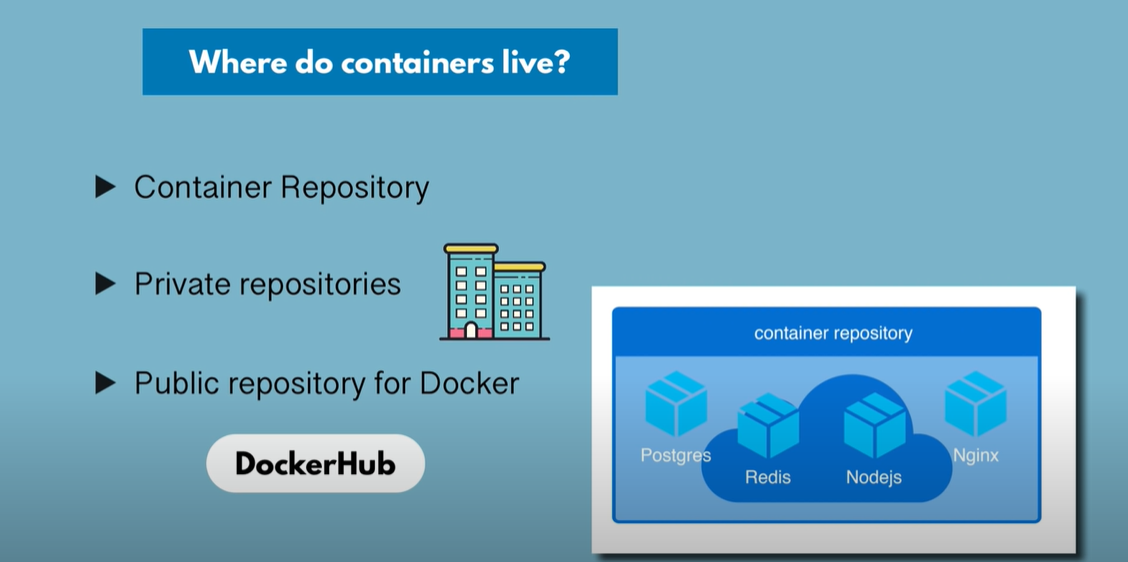 Where do containers live?
Container Repository
Private repositories
Public repository for Docker
DockerHub
container repository
Postgres
Redis
Nodejs
Nginx